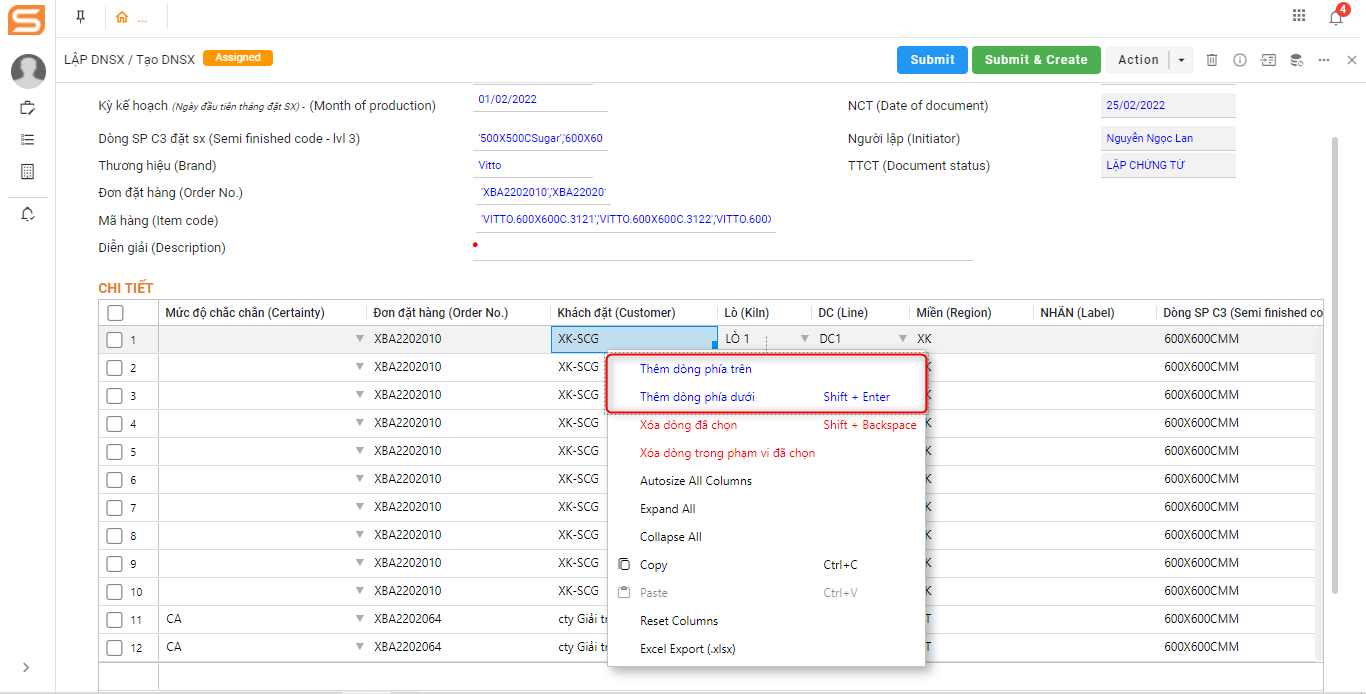 S
...
4
LẬP DNSX / Tạo DNSX
Assigned
Submit
Submit & Create
Action
Kỳ kế hoạch (Ngày đầu tiên tháng đặt SX) - (Month of production)
01/02/2022
NCT (Date of document)
25/02/2022
Dòng SP C3 đặt sx (Semi finished code - lvl 3)
'500X500CSugar','600X60
Người lập (Initiator)
Nguyễn Ngọc Lan
Thương hiệu (Brand)
Vitto
TTCT (Document status)
LẬP CHỨNG TỪ
Đơn đặt hàng (Order No.)
'XBA2202010','XBA22020'
Mã hàng (Item code)
'VITTO.600X600C.3121','VITTO.600X600C.3122','VITTO.600X
Diễn giải (Description)
CHI TIẾT
Mức độ chắc chắn (Certainty) Đơn đặt hàng (Order No.) Khách đặt (Customer) Lò (Kiln) DC (Line) Miền (Region) NHÃN (Label) Dòng SP C3 (Semi finished co
1 XBA2202010 XK-SCG LÒ 1 DC1 XK 600X600CMM
2 XBA2202010 XK-SCG K 600X600CMM
3 XBA2202010 XK-SCG K 600X600CMM
4 XBA2202010 XK-SCG K 600X600CMM
5 XBA2202010 XK-SCG K 600X600CMM
6 XBA2202010 XK-SCG K 600X600CMM
7 XBA2202010 XK-SCG K 600X600CMM
8 XBA2202010 XK-SCG K 600X600CMM
9 XBA2202010 XK-SCG K 600X600CMM
10 XBA2202010 XK-SCG K 600X600CMM
11 CA XBA2202064 cty Giải tr T 600X600CMM
12 CA XBA2202064 cty Giải tr T 600X600CMM
Thêm dòng phía trên
Thêm dòng phía dưới Shift + Enter
Xóa dòng đã chọn Shift + Backspace
Xóa dòng trong phạm vi đã chọn
Autosize All Columns
Expand All
Collapse All
Copy Ctrl+C
Paste Ctrl+V
Reset Columns
Excel Export (.xlsx)